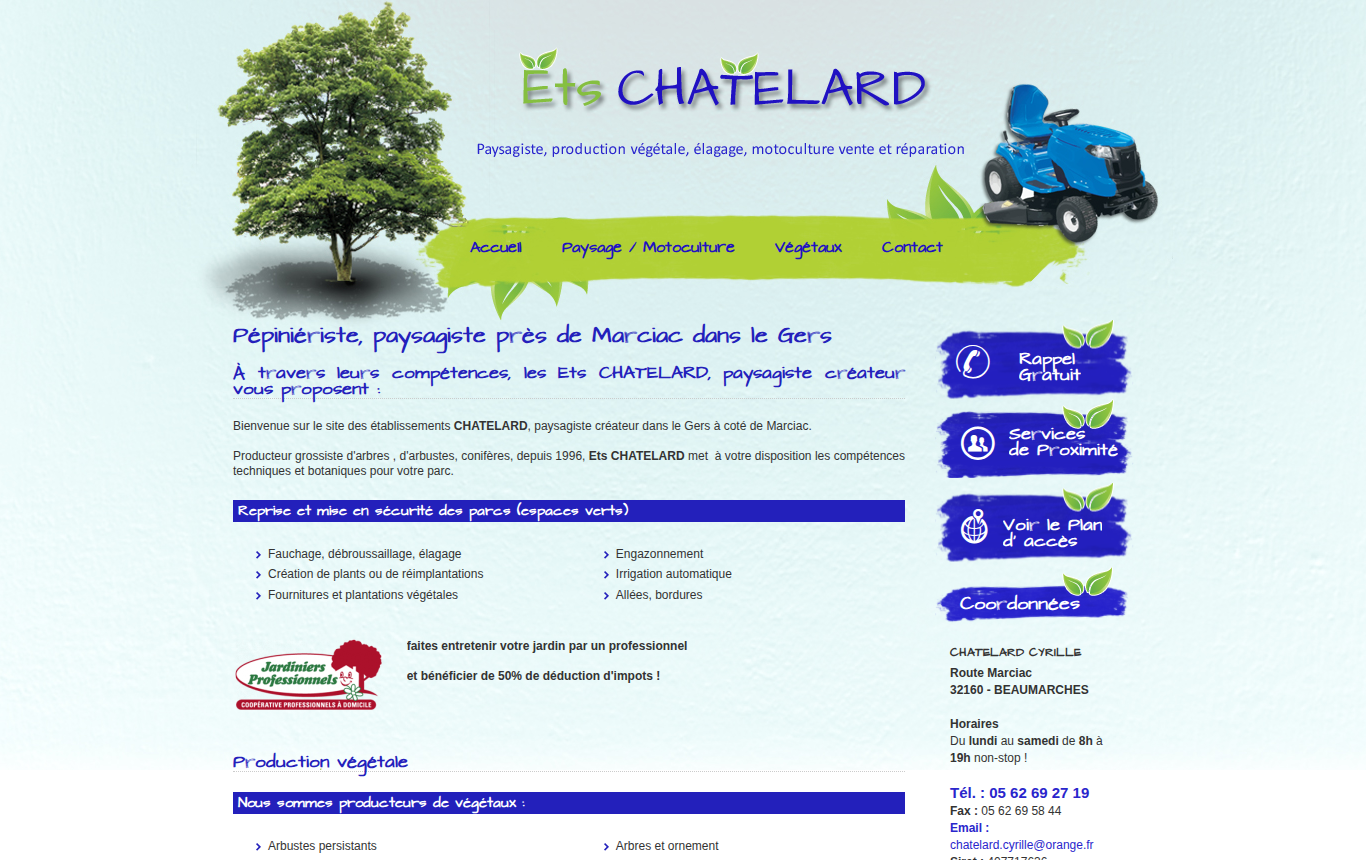 Ets CHATELARD
Paysagiste, production végétale, élagage, motoculture vente et réparation
Accueil
Paysage / Motoculture
Végétaux
Contact
Pépiniériste, paysagiste près de Marciac dans le Gers
À travers leurs compétences, les Ets CHATELARD, paysagiste créateur
vous proposent :
Bienvenue sur le site des établissements CHATELARD, paysagiste créateur dans le Gers à coté de Marciac.
Producteur grossiste d'arbres , d'arbustes, conifères, depuis 1996, Ets CHATELARD met à votre disposition les compétences
techniques et botaniques pour votre parc.
Reprise et mise en sécurité des parcs (espaces verts)
Fauchage, débroussaillage, élagage
Création de plants ou de réimplantations
Fournitures et plantations végétales
Engazonnement
Irrigation automatique
Allées, bordures
Jardiniers
Professionnels
COOPÉRATIVE PROFESSIONNELS À DOMICILE
faites entretenir votre jardin par un professionnel
et bénéficier de 50% de déduction d'impots !
Production végétale
Nous sommes producteurs de végétaux :
Arbustes persistants
Arbres et ornement
Rappel
Gratuit
Services
de Proximité
Voir le Plan
d' accès
Coordonnées
CHATELARD CYRILLE
Route Marciac
32160 - BEAUMARCHES
Horaires
Du lundi au samedi de 8h à
19h non-stop !
Tél. : 05 62 69 27 19
Fax : 05 62 69 58 44
Email :
chatelard.cyrille@orange.fr